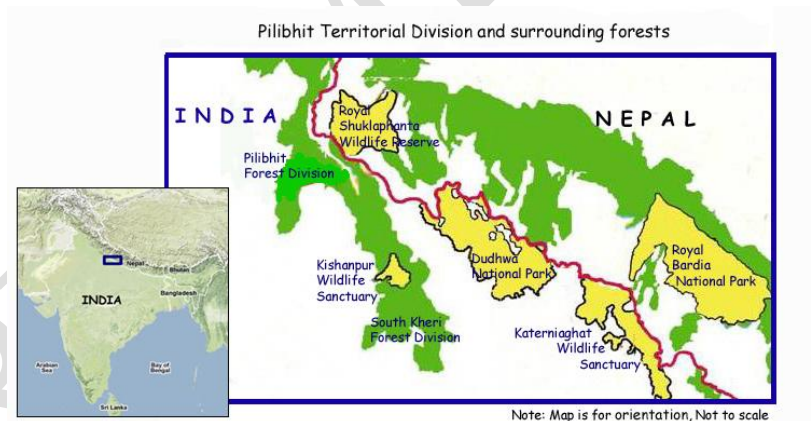 Pilibhit Territorial Division and surrounding forests
INDIA
NEPAL
Royal
Shuklaphanta
Wildlife Reserve
Pilibhit
Forest Division
Kishanpur
Wildlife
Sanctuary
Dudhwa
National Park
Royal
Bardia
National Park
South Kheri
Forest Division
Katerniaghat
Wildlife
Sanctuary
Nepal
Bhutan
INDIA
Bangladesh
Arabian
Sea
Bay of
Bengal
Sri Lanka
Note: Map is for orientation, Not to scale